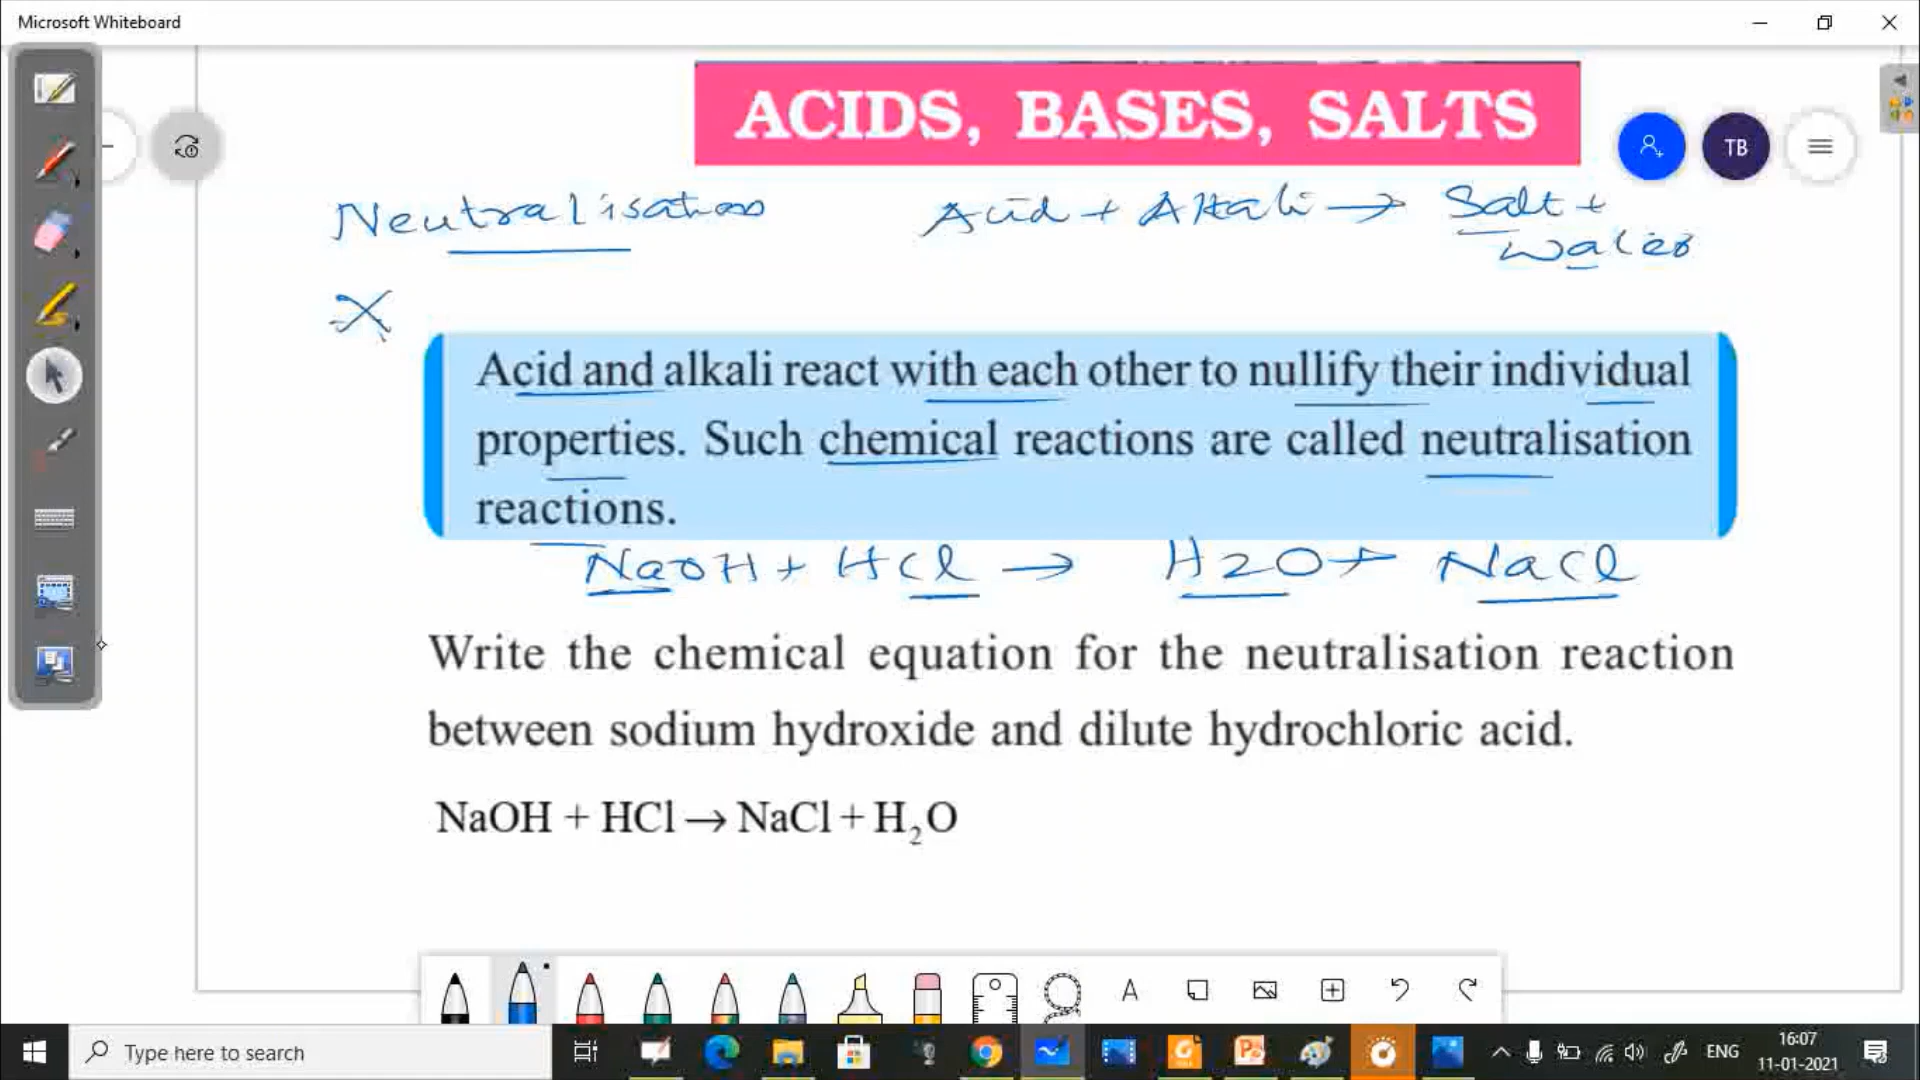 Microsoft Whiteboard
ACIDS, BASES, SALTS
TB
Neutralisation Acid + Alkali → Salt +
Water
Acid and alkali react with each other to nullify their individual
properties. Such chemical reactions are called neutralisation
reactions.
NaOH + HCl → H2O + NaCl
Write the chemical equation for the neutralisation reaction
between sodium hydroxide and dilute hydrochloric acid.
NaOH + HCl → NaCl + H₂O
Type here to search
ENG
16:07
11-01-2021